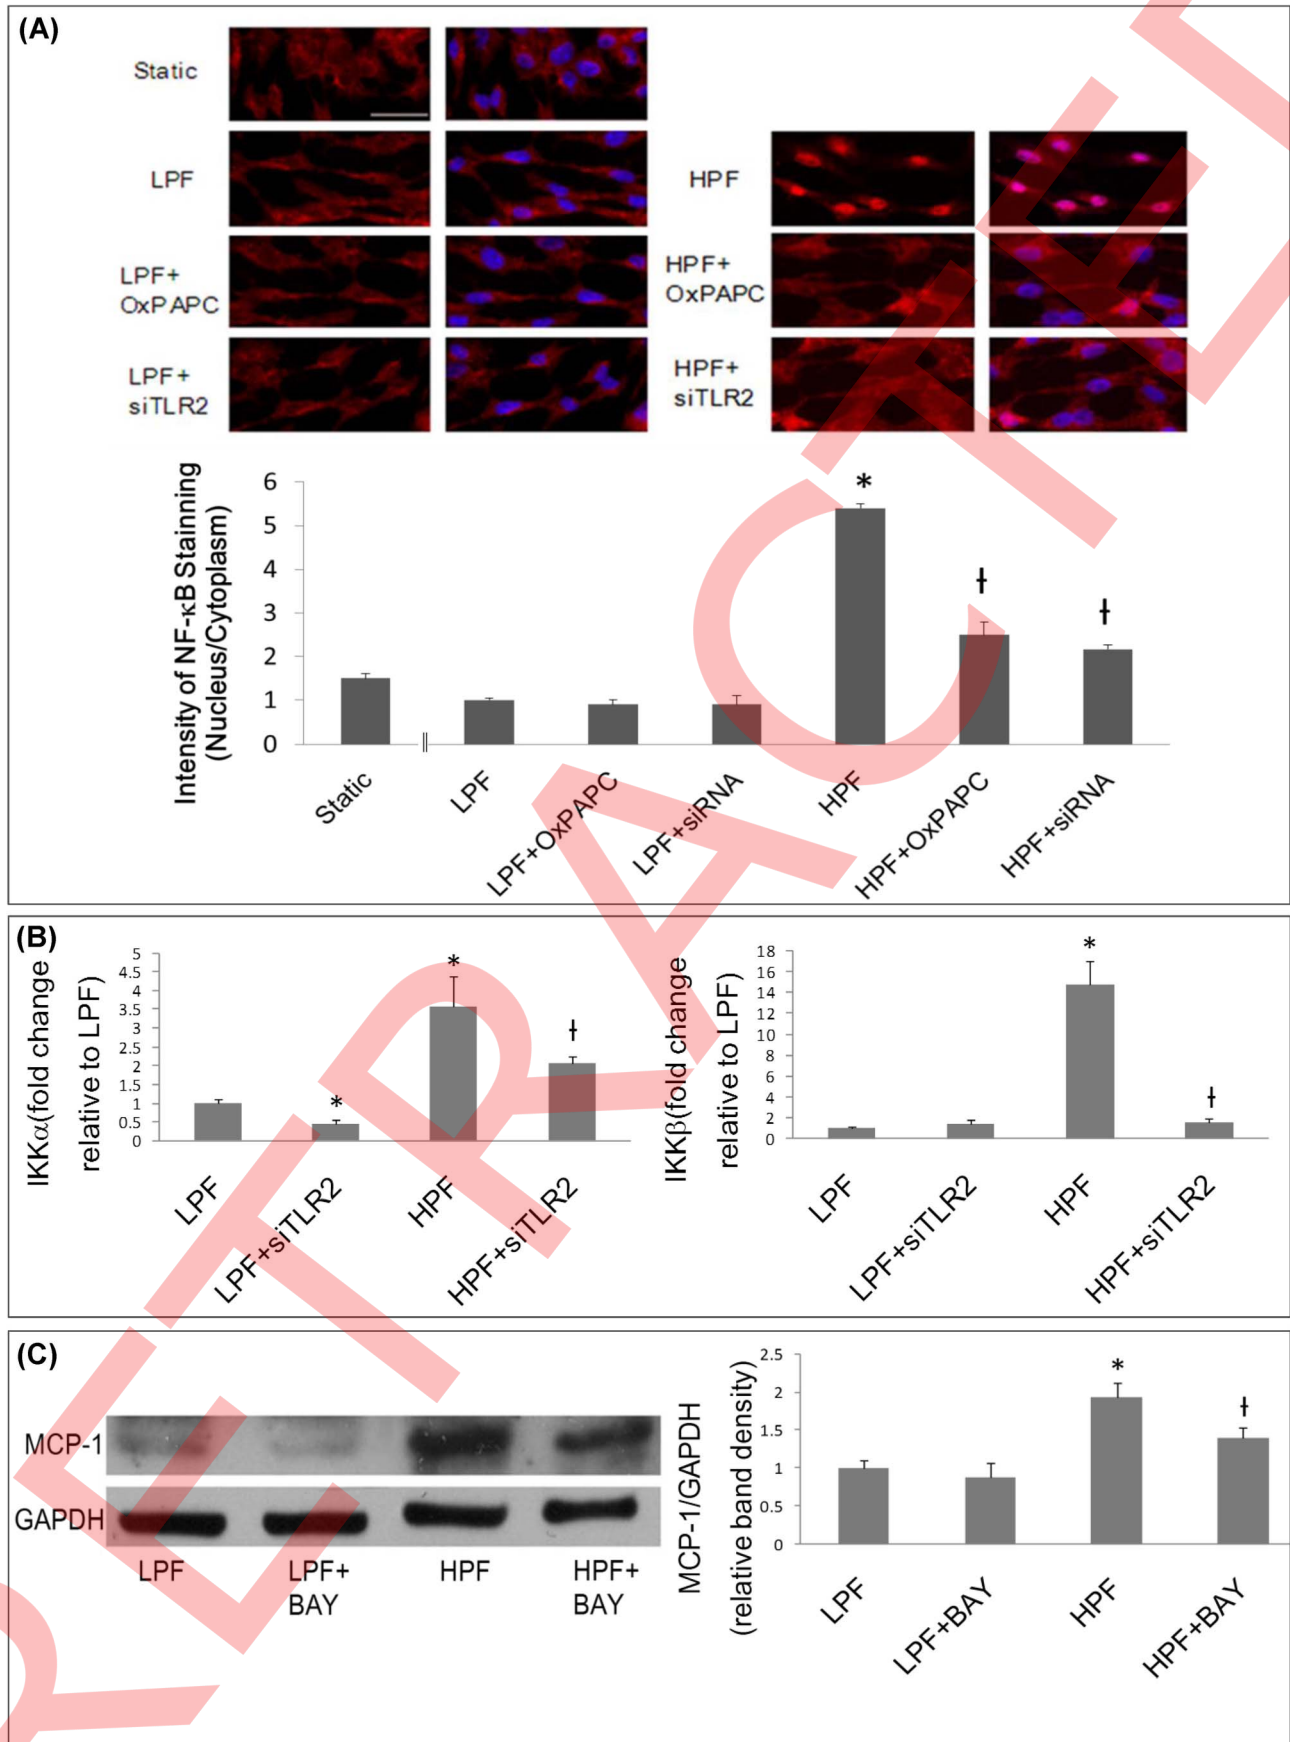 (A)
Static
LPF
HPF
LPF+
OxPAPC
HPF+
OxPAPC
LPF+
siTLR2
HPF+
siTLR2
Intensity of NF-κB Stainning
(Nucleus/Cytoplasm)
6
5
4
3
2
1
0
*
ƚ
ƚ
Static
LPF
LPF+OxPAPC
LPF+siRNA
HPF
HPF+OxPAPC
HPF+siRNA
(B)
IKKα(fold change
relative to LPF)
5
4.5
4
3.5
3
2.5
2
1.5
1
0.5
0
*
*
ƚ
LPF
LPF+siTLR2
HPF
HPF+siTLR2
IKKβ(fold change
relative to LPF)
18
16
14
12
10
8
6
4
2
0
*
ƚ
LPF
LPF+siTLR2
HPF
HPF+siTLR2
(C)
MCP-1
GAPDH
LPF
LPF+
BAY
HPF
HPF+
BAY
MCP-1/GAPDH
(relative band density)
2.5
2
1.5
1
0.5
0
*
ƚ
LPF
LPF+BAY
HPF
HPF+BAY
RETRACTED